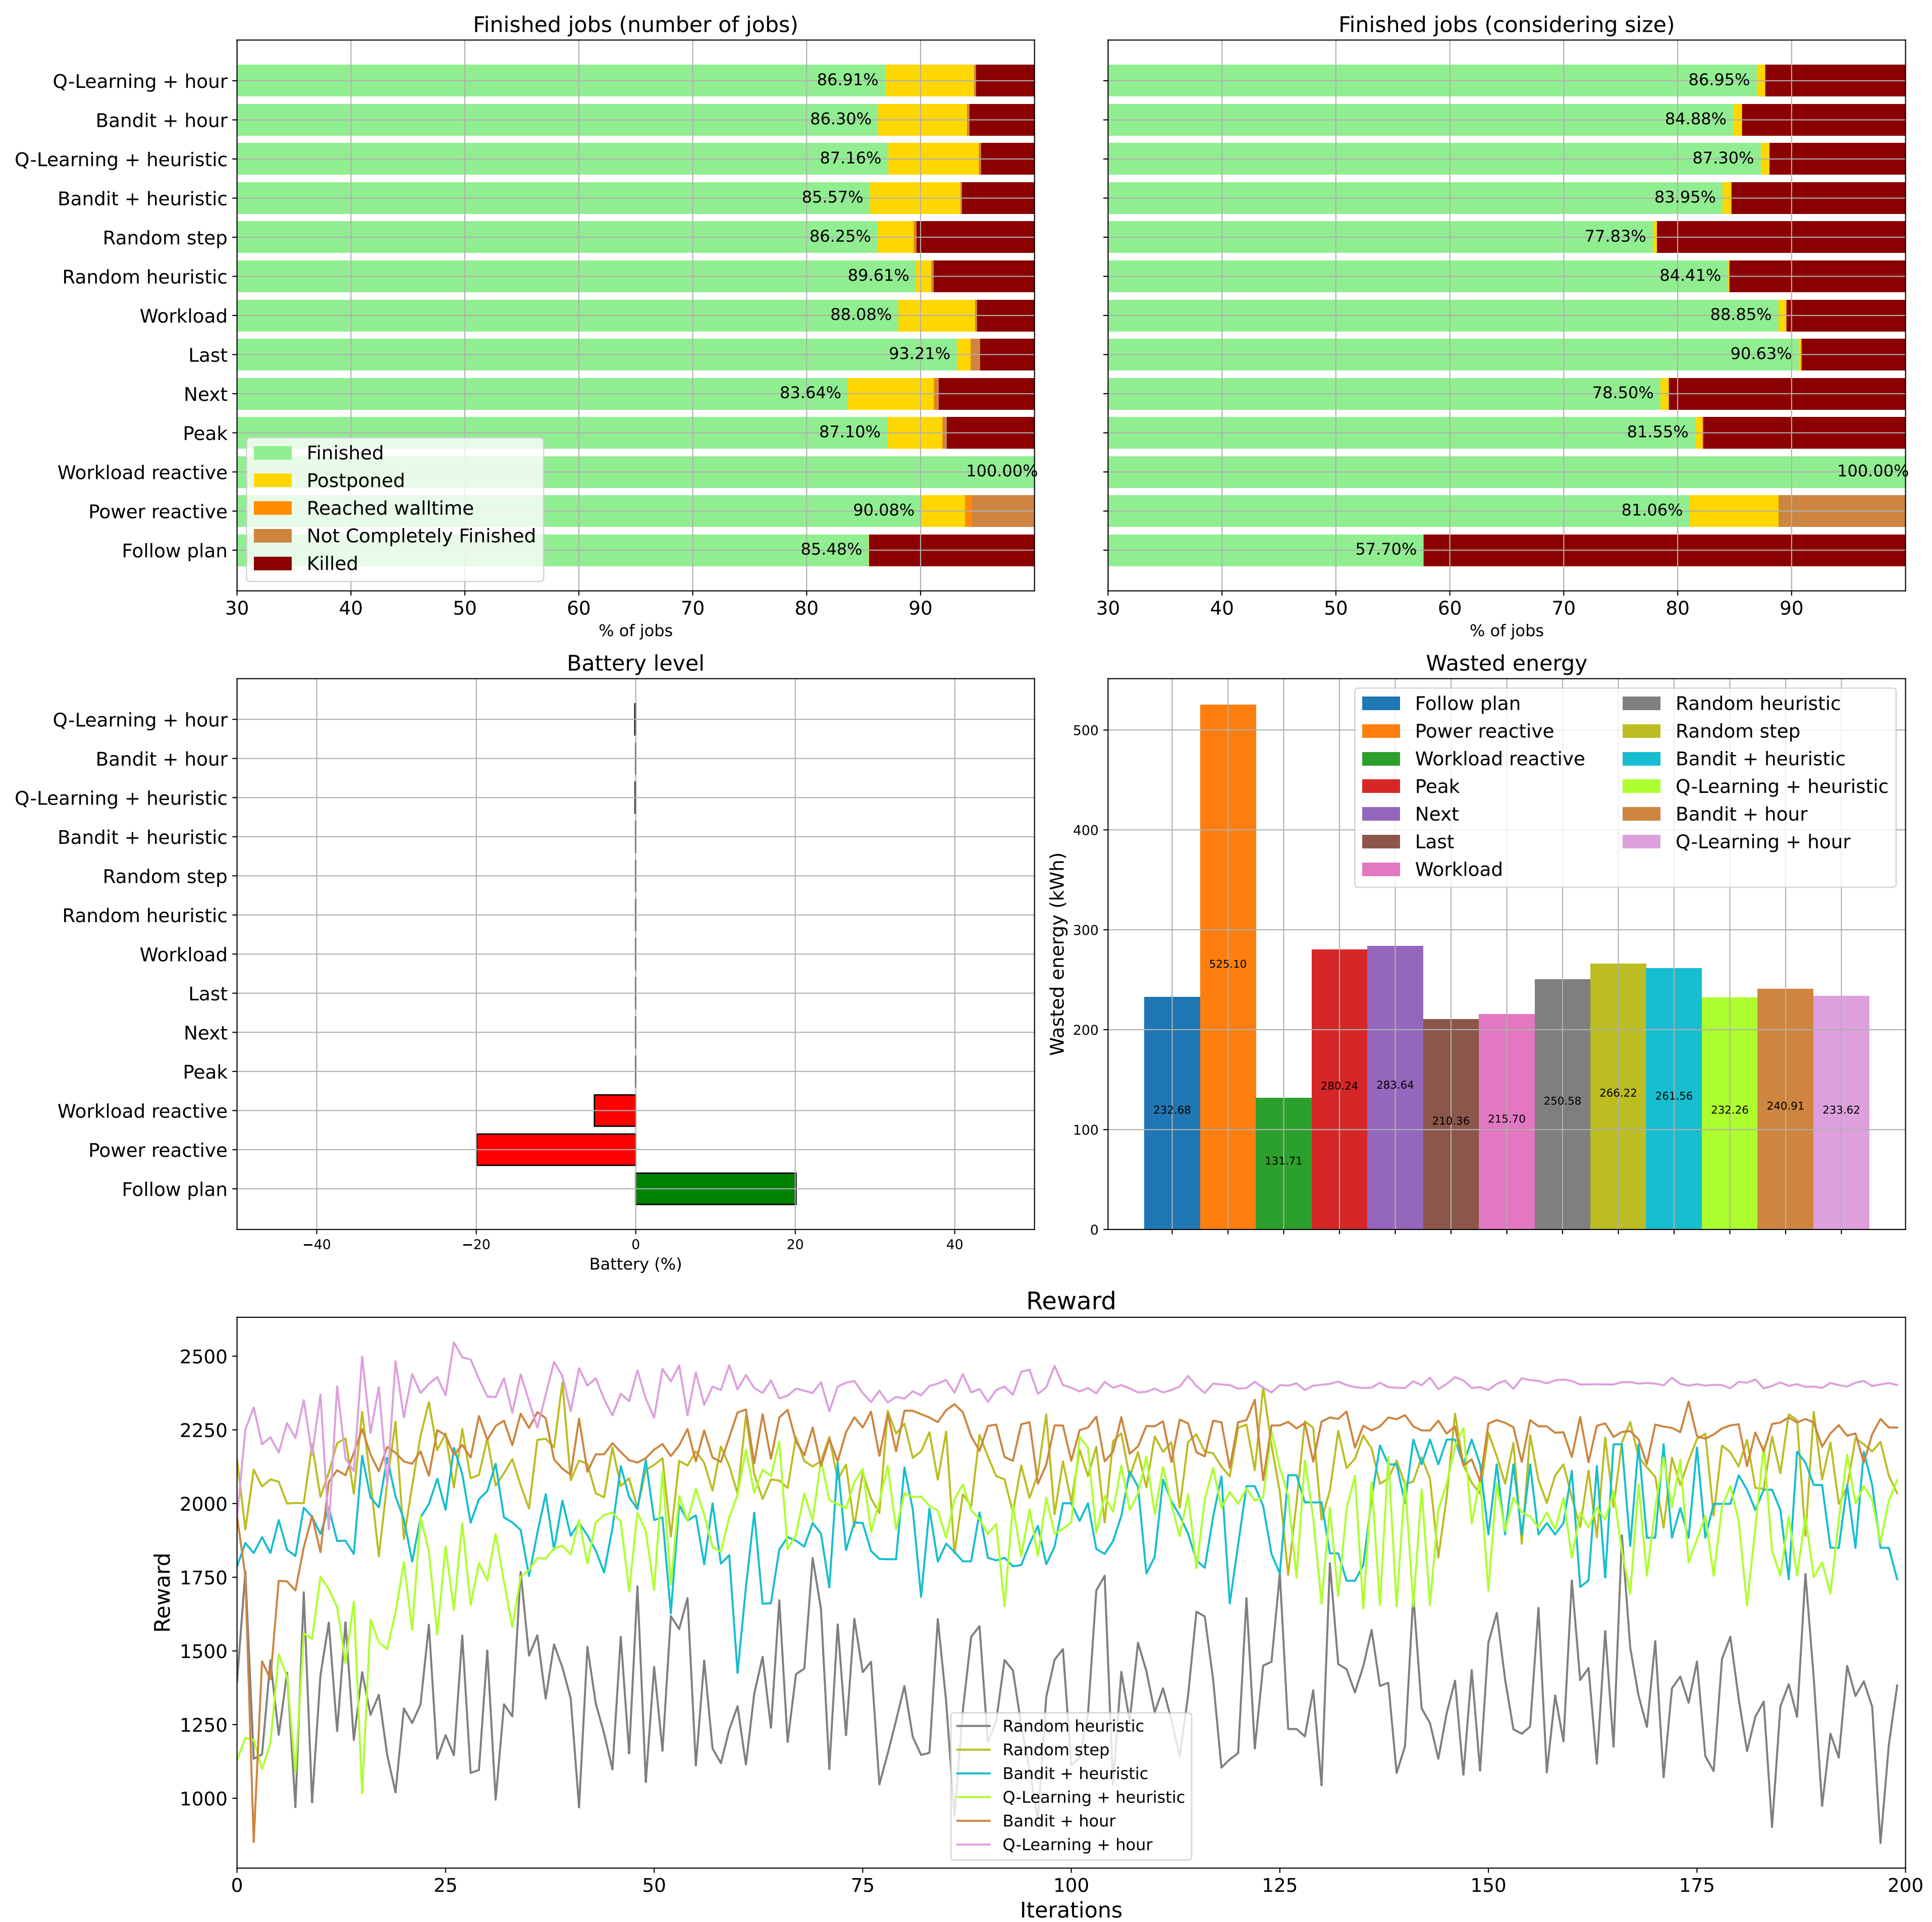 Finished jobs (number of jobs)
Q-Learning + hour
Bandit + hour
Q-Learning + heuristic
Bandit + heuristic
Random step
Random heuristic
Workload
Last
Next
Peak
Workload reactive
Power reactive
Follow plan
86.91%
86.30%
87.16%
85.57%
86.25%
89.61%
88.08%
93.21%
83.64%
87.10%
100.00%
90.08%
85.48%
Finished
Postponed
Reached walltime
Not Completely Finished
Killed
30 40 50 60 70 80 90
% of jobs
Finished jobs (considering size)
86.95%
84.88%
87.30%
83.95%
77.83%
84.41%
88.85%
90.63%
78.50%
81.55%
100.00%
81.06%
57.70%
30 40 50 60 70 80 90
% of jobs
Battery level
Q-Learning + hour
Bandit + hour
Q-Learning + heuristic
Bandit + heuristic
Random step
Random heuristic
Workload
Last
Next
Peak
Workload reactive
Power reactive
Follow plan
−40 −20 0 20 40
Battery (%)
Wasted energy
Wasted energy (kWh)
500
400
300
200
100
0
Follow plan
Power reactive
Workload reactive
Peak
Next
Last
Workload
Random heuristic
Random step
Bandit + heuristic
Q-Learning + heuristic
Bandit + hour
Q-Learning + hour
232.68
525.10
131.71
280.24
283.64
210.36
215.70
250.58
266.22
261.56
232.26
240.91
233.62
Reward
Reward
2500
2250
2000
1750
1500
1250
1000
Random heuristic
Random step
Bandit + heuristic
Q-Learning + heuristic
Bandit + hour
Q-Learning + hour
0 25 50 75 100 125 150 175 200
Iterations